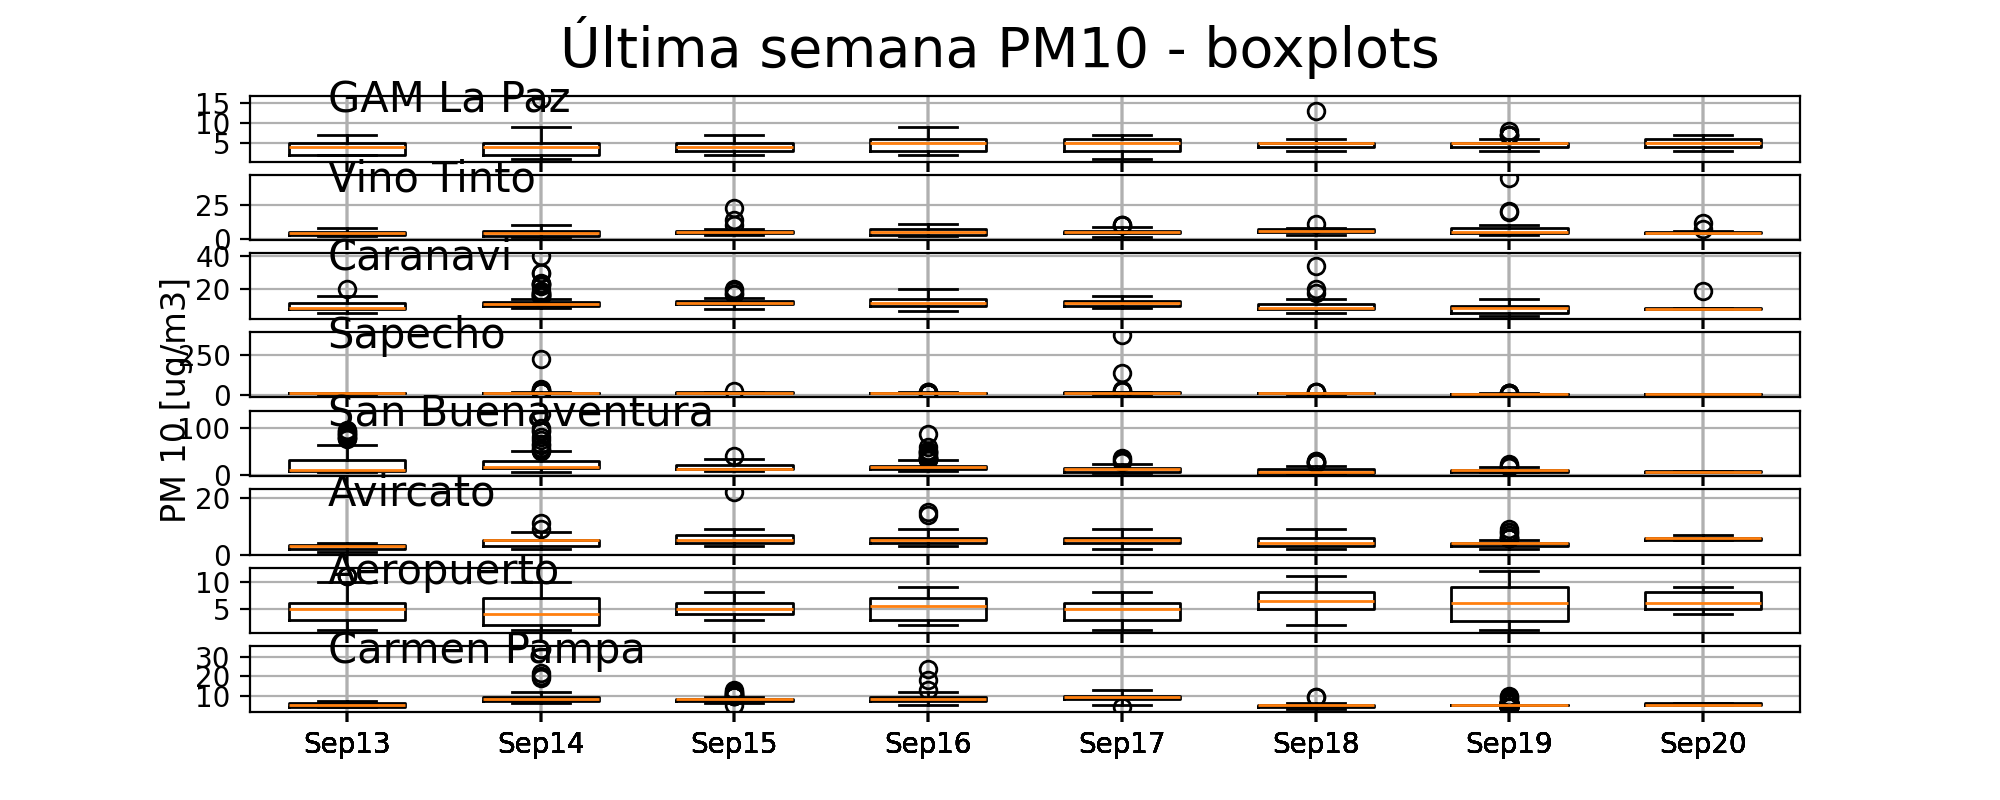 Última semana PM10 - boxplots
GAM La Paz
15
10
5
Vino Tinto
25
0
Caranavi
40
20
Sapecho
250
0
PM 10 [ug/m3]
San Buenaventura
100
0
Avircato
20
0
Aeropuerto
10
5
Carmen Pampa
30
20
10
Sep13 Sep14 Sep15 Sep16 Sep17 Sep18 Sep19 Sep20